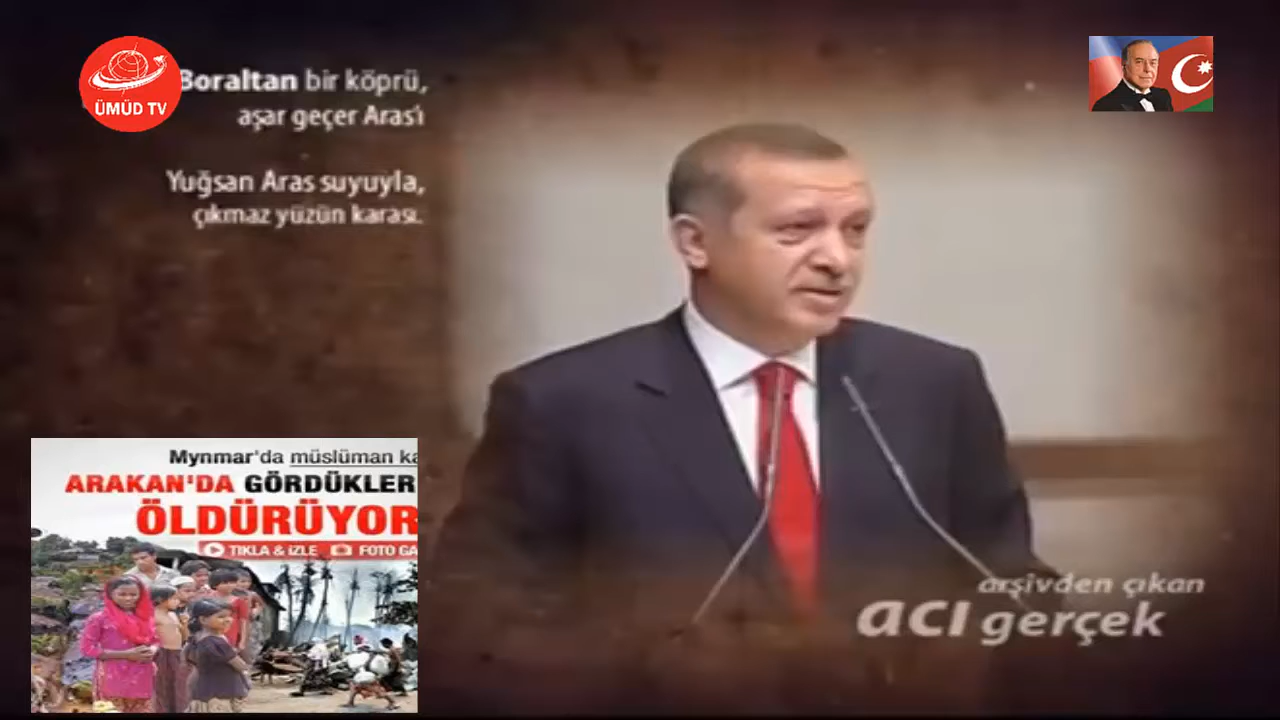 ÜMÜD TV
Boraltan bir köprü,
aşar geçer Aras'ı
Yuğsan Aras suyuyla,
çıkmaz yüzün karası.
Mynmar'da müslüman ka
ARAKAN'DA GÖRDÜKLER
ÖLDÜRÜYOR
TIKLA & İZLE FOTO GA
arşivden çıkan
acı gerçek